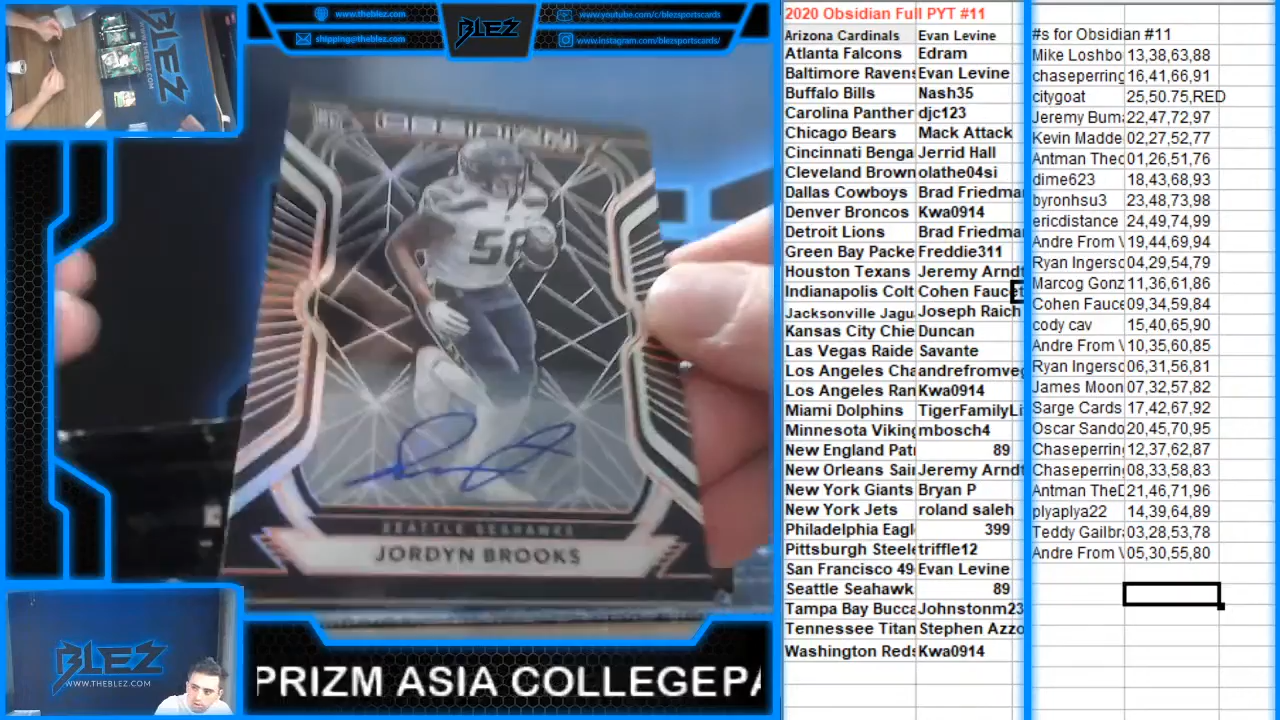 www.theblez.com
shipping@theblez.com
BLEZ
www.youtube.com/c/blezsportscards/
www.instagram.com/blezsportscards/
BLEZ
.THEBLEZ.COM
OBSIDIAN
58
SEATTLE SEAHAWKS
JORDYN BROOKS
BLEZ
WWW.THEBLEZ.COM
PRIZM ASIA COLLEGEPA
2020 Obsidian Full PYT #11
Arizona Cardinals Evan Levine
Atlanta Falcons Edram
Baltimore Ravens Evan Levine
Buffalo Bills Nash35
Carolina Panther djc123
Chicago Bears Mack Attack
Cincinnati Benga Jerrid Hall
Cleveland Brown olathe04si
Dallas Cowboys Brad Friedma
Denver Broncos Kwa0914
Detroit Lions Brad Friedma
Green Bay Packe Freddie311
Houston Texans Jeremy Arndt
Indianapolis Colt Cohen Faucet
Jacksonville Jagu Joseph Raich
Kansas City Chie Duncan
Las Vegas Raide Savante
Los Angeles Cha andrefromve
Los Angeles Ran Kwa0914
Miami Dolphins TigerFamilyLi
Minnesota Viking mbosch4
New England Pat 89
New Orleans Sai Jeremy Arndt
New York Giants Bryan P
New York Jets roland saleh
Philadelphia Eagl 399
Pittsburgh Steele triffle12
San Francisco 49 Evan Levine
Seattle Seahawk 89
Tampa Bay Bucca Johnstonm23
Tennessee Titan Stephen Azzo
Washington Reds Kwa0914
#s for Obsidian #11
Mike Loshbo 13,38,63,88
chaseperring 16,41,66,91
citygoat 25,50.75,RED
Jeremy Buma 22,47,72,97
Kevin Madde 02,27,52,77
Antman Theo 01,26,51,76
dime623 18,43,68,93
byronhsu3 23,48,73,98
ericdistance 24,49,74,99
Andre From V 19,44,69,94
Ryan Ingerso 04,29,54,79
Marcog Gonz 11,36,61,86
Cohen Fauce 09,34,59,84
cody cav 15,40,65,90
Andre From V 10,35,60,85
Ryan Ingerso 06,31,56,81
James Moon 07,32,57,82
Sarge Cards 17,42,67,92
Oscar Sando 20,45,70,95
Chaseperring 12,37,62,87
Chaseperring 08,33,58,83
Antman TheD 21,46,71,96
plyaplya22 14,39,64,89
Teddy Gailbr 03,28,53,78
Andre From V 05,30,55,80